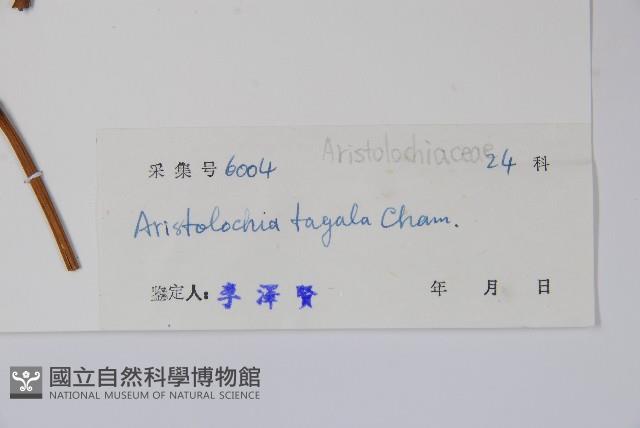 Aristolochiaceae
采集号 6004 24 科
Aristolochia tagala Cham.
鉴定人: 李澤賢 年 月 日
國立自然科學博物館
NATIONAL MUSEUM OF NATURAL SCIENCE